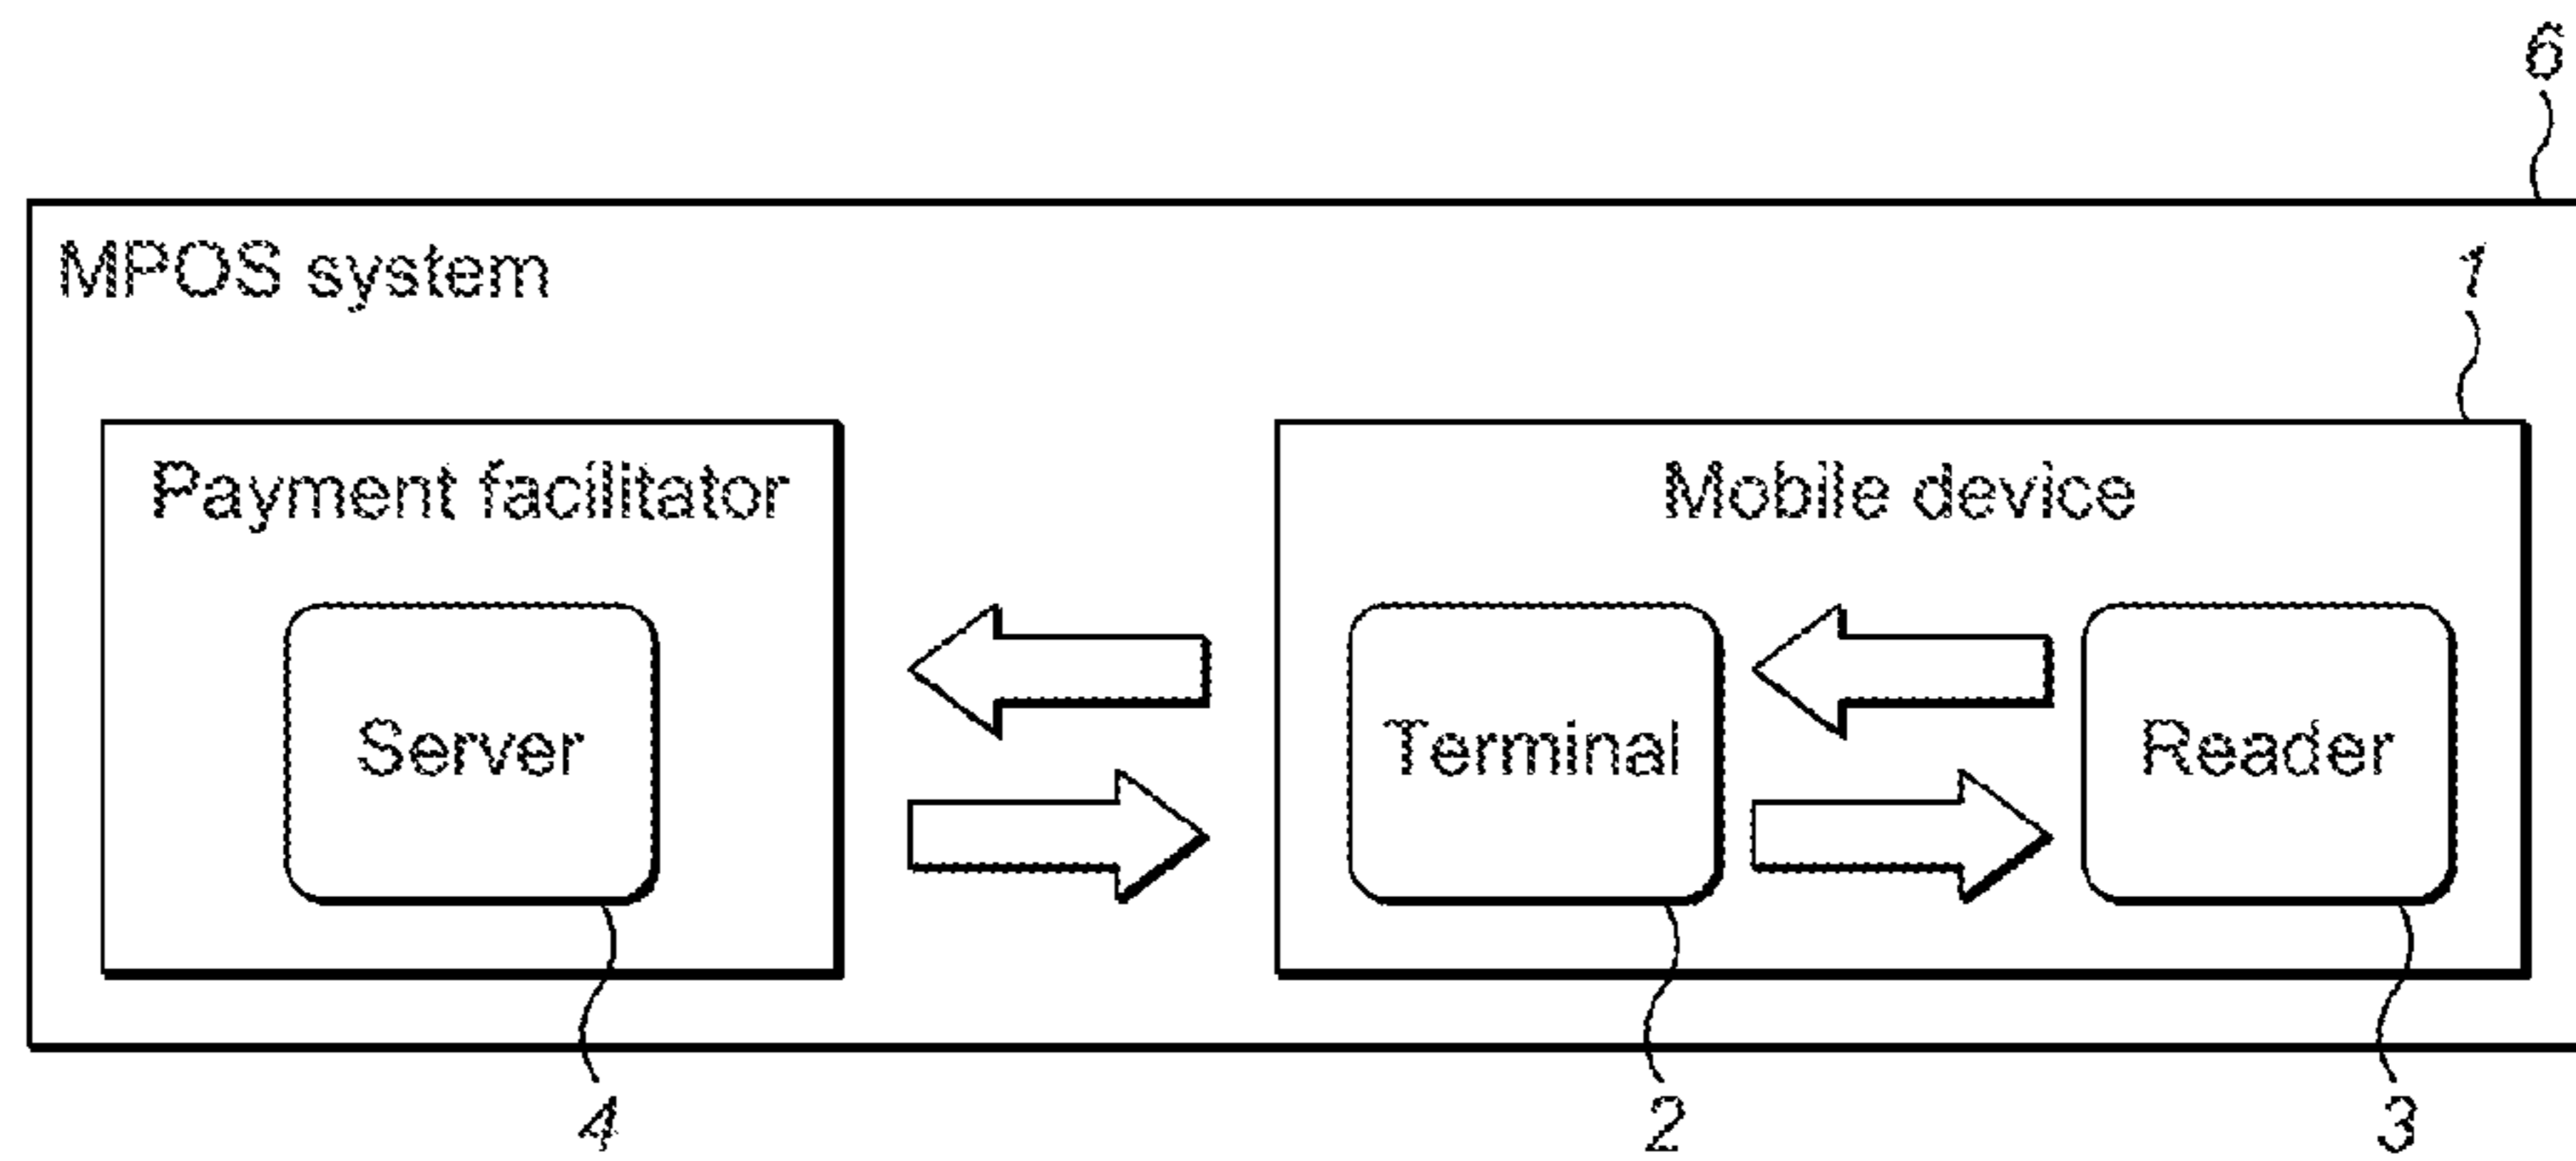 6
MPOS system
1
Payment facilitator
Mobile device
Server
Terminal
Reader
4
2
3